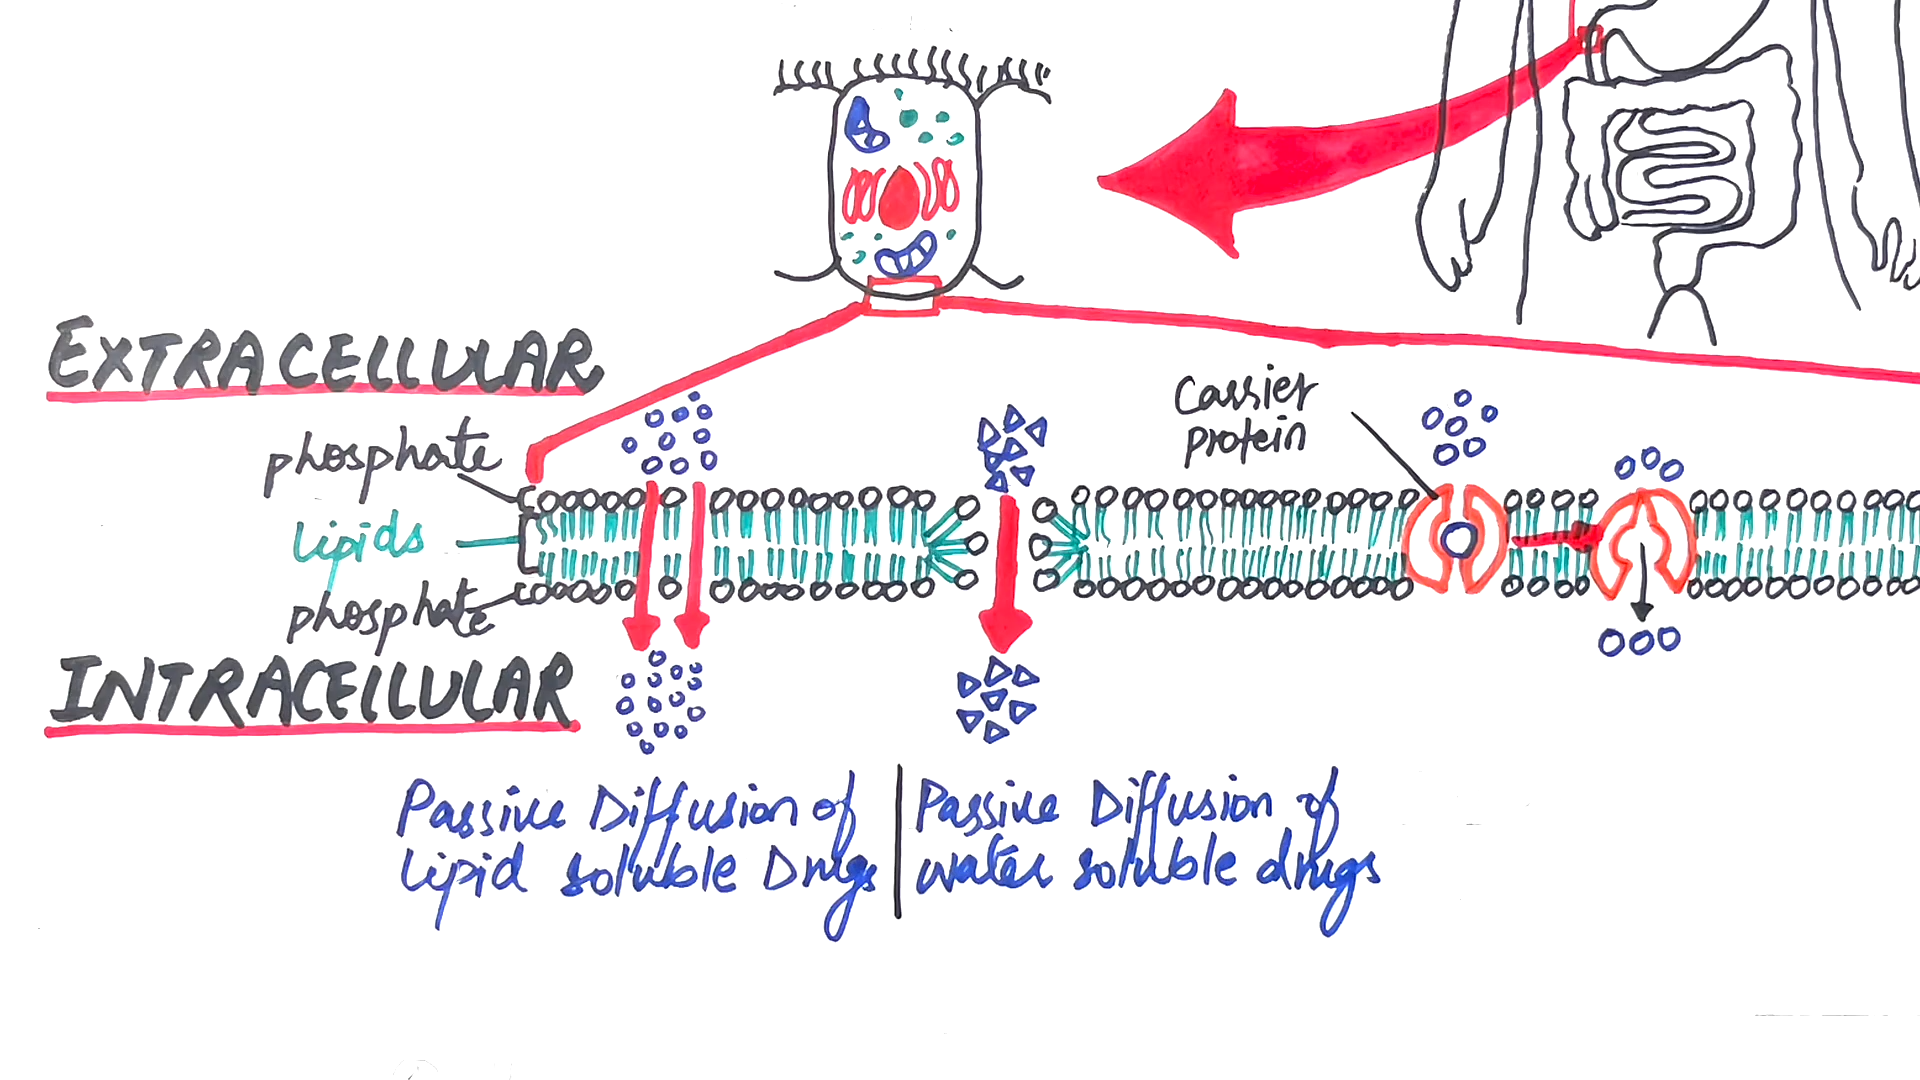 EXTRACELLULAR
phosphate
lipids
phosphate
INTRACELLULAR
Carrier
protein
Passive Diffusion of
lipid soluble Drugs
Passive Diffusion of
water soluble drugs